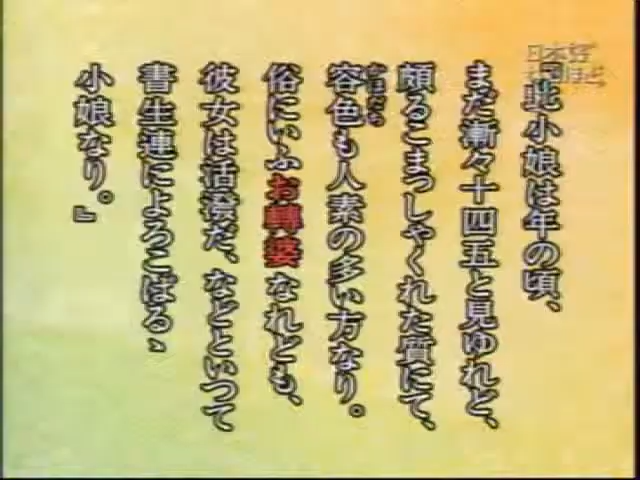 『此小娘は年の頃、
まだ漸々十四五と見ゆれど、
頗るこまつしやくれた質にて、
容色も人素の多い方なり。
俗にいふお轉婆なれども、
彼女は活溌だ、などといつて
書生連によろこばるゝ
小娘なり。』